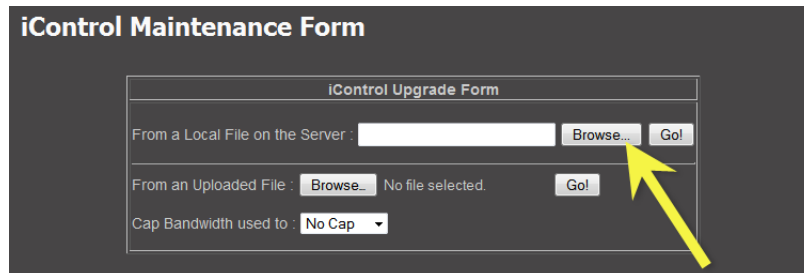 iControl Maintenance Form
iControl Upgrade Form
From a Local File on the Server : Browse... Go!
From an Uploaded File : Browse... No file selected. Go!
Cap Bandwidth used to : No Cap